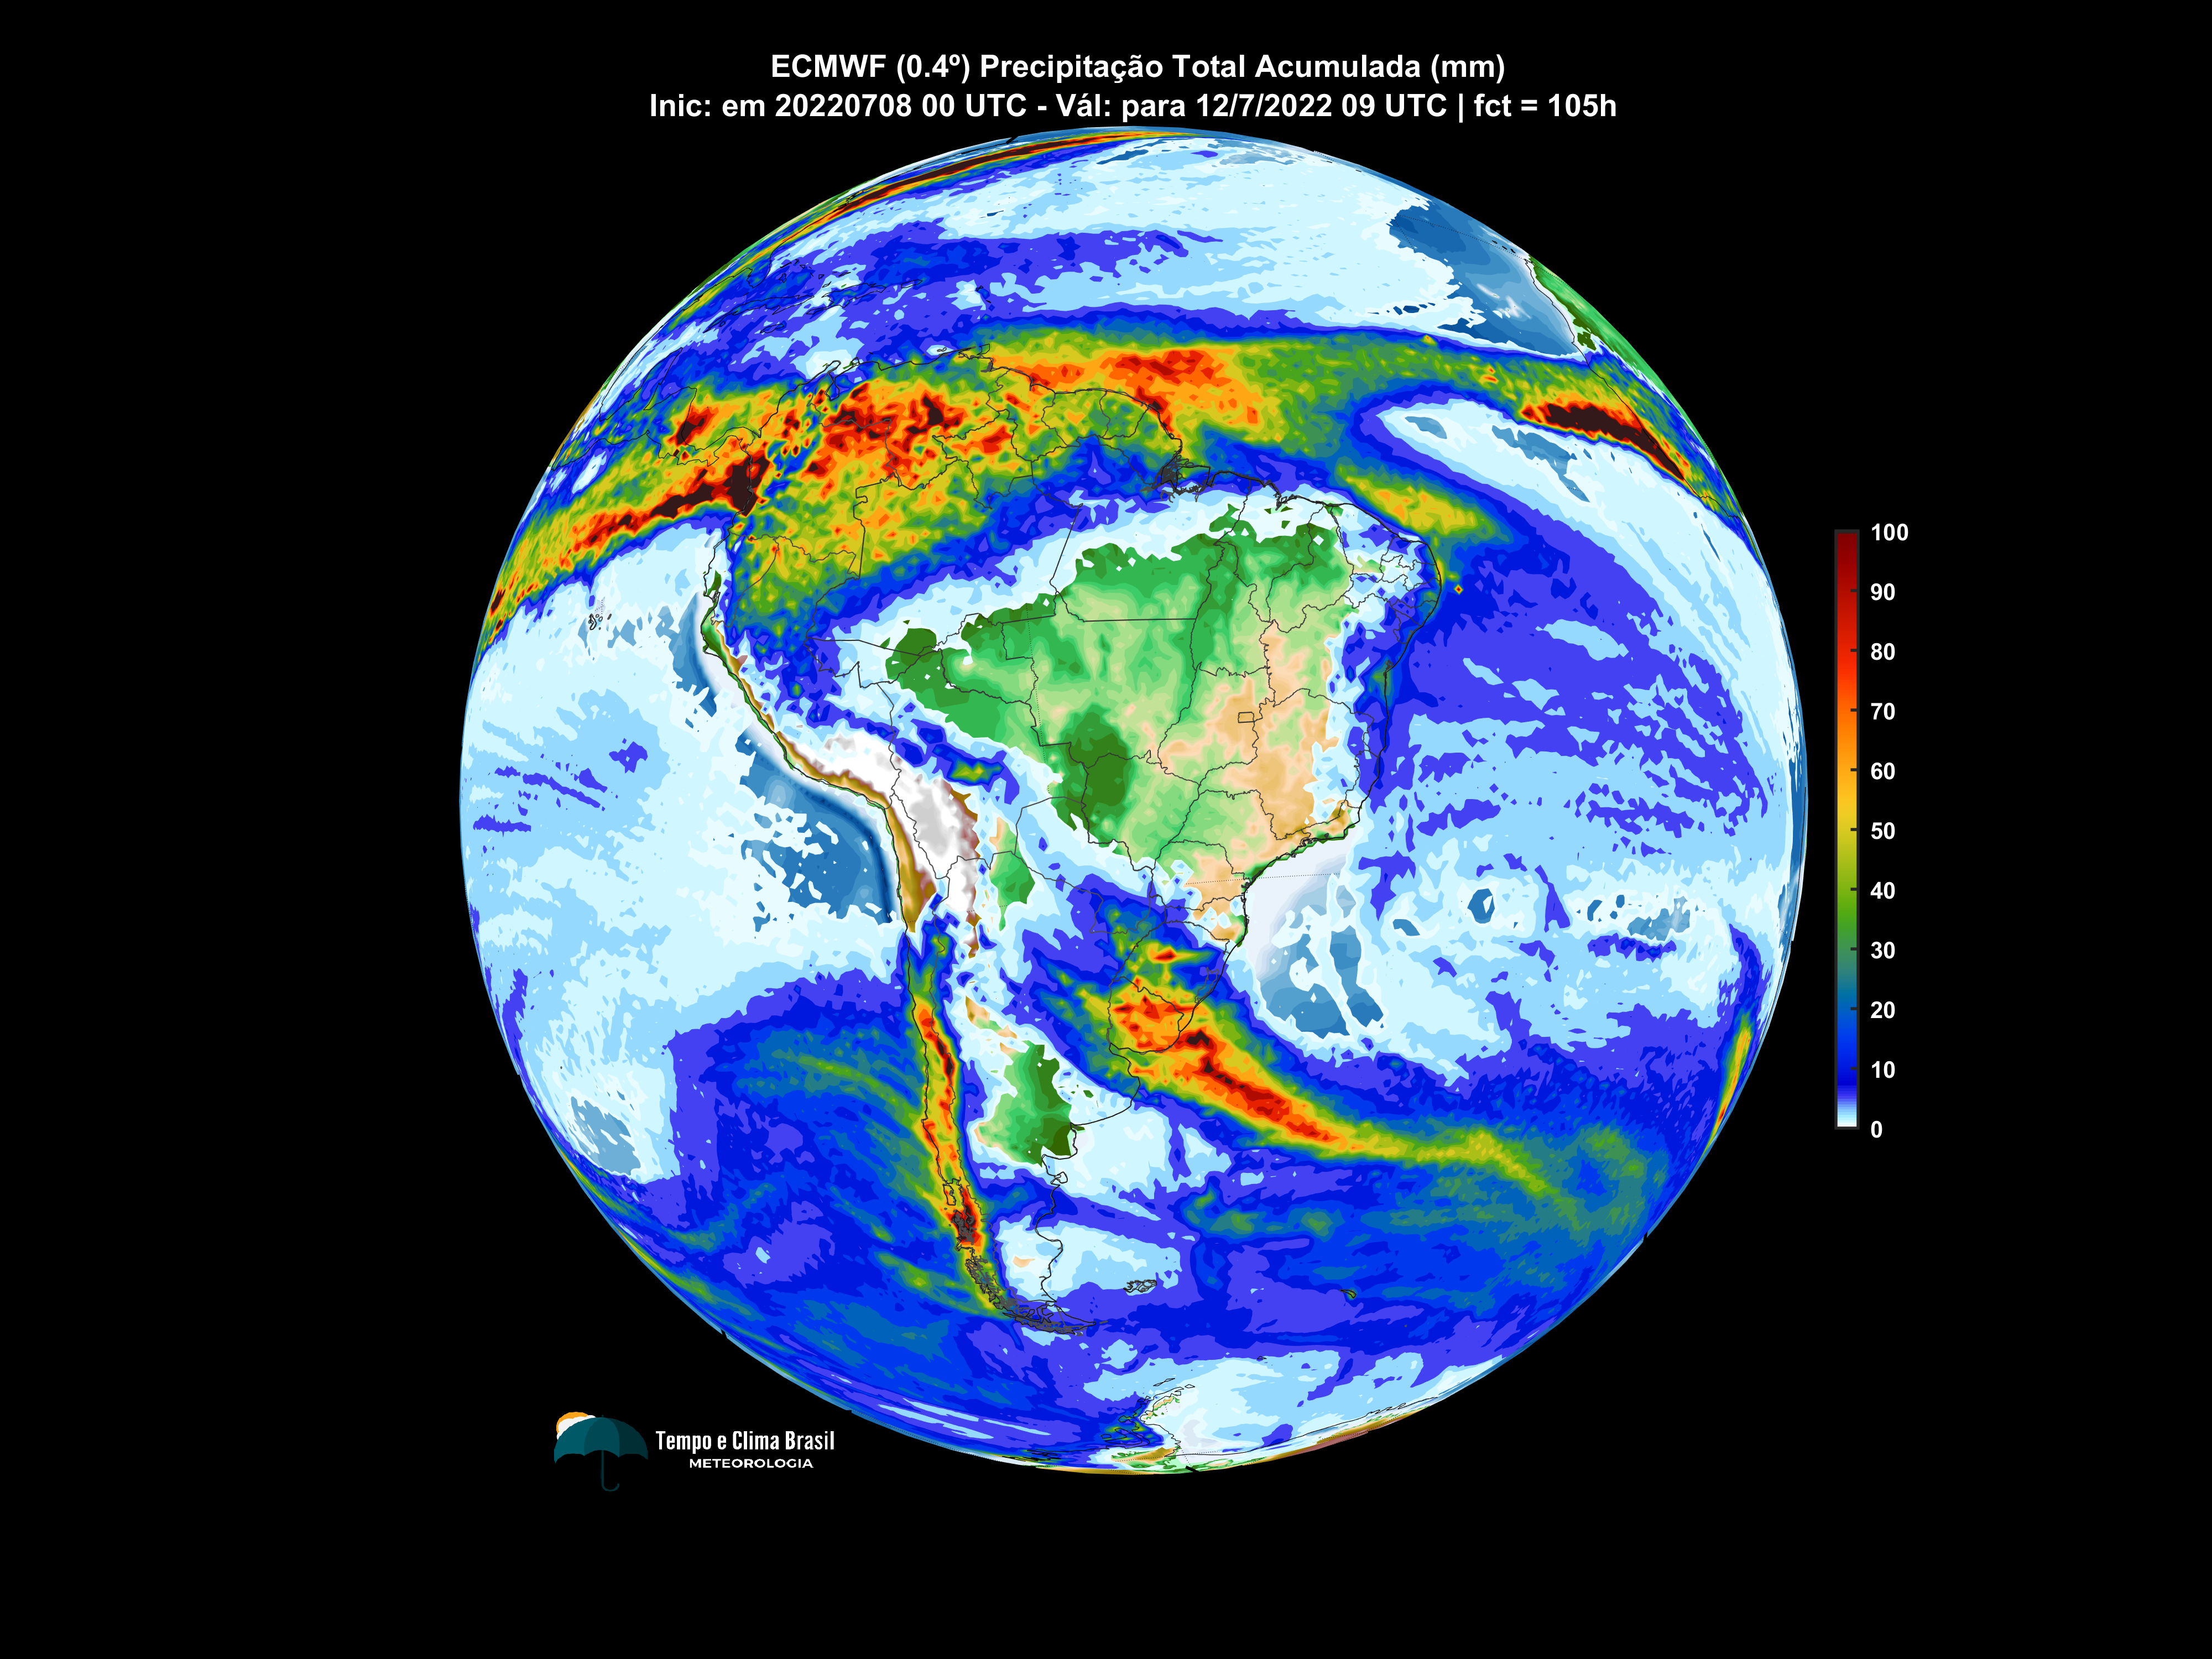 ECMWF (0.4º) Precipitação Total Acumulada (mm)
Inic: em 20220708 00 UTC - Vál: para 12/7/2022 09 UTC | fct = 105h
100
90
80
70
60
50
40
30
20
10
0
Tempo e Clima Brasil
METEOROLOGIA